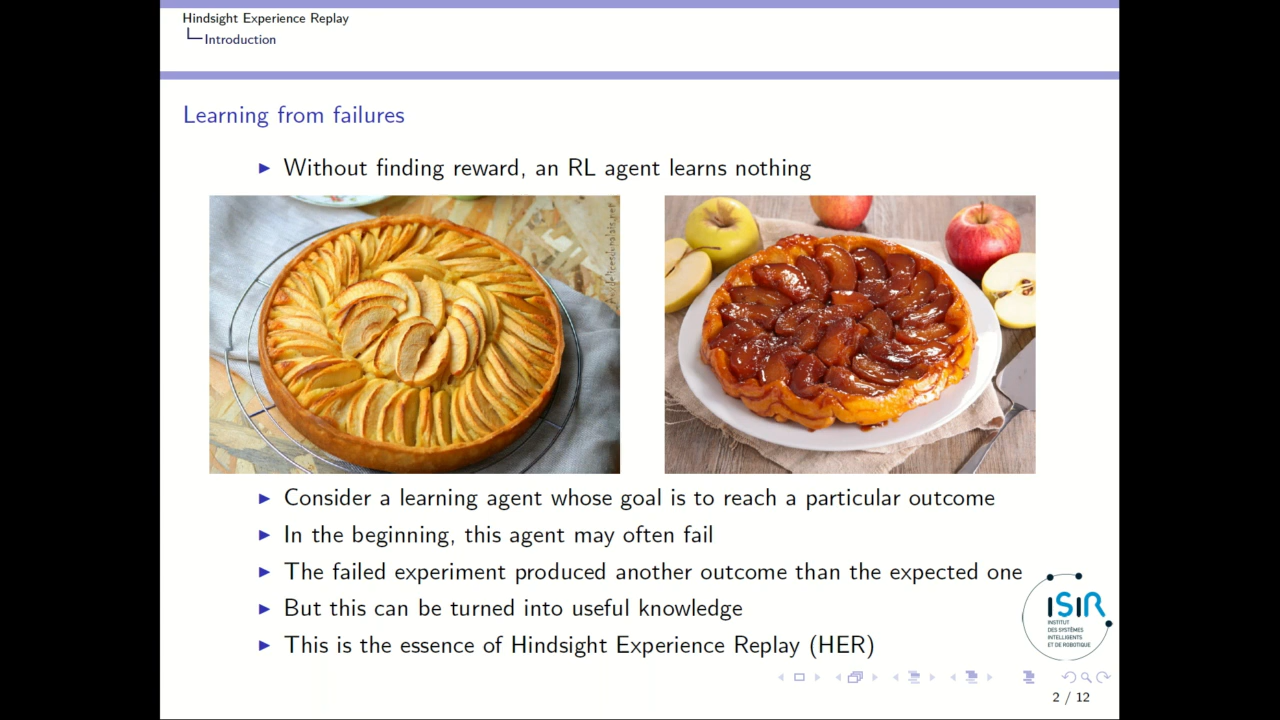 Hindsight Experience Replay
Introduction
Learning from failures
Without finding reward, an RL agent learns nothing
Consider a learning agent whose goal is to reach a particular outcome
In the beginning, this agent may often fail
The failed experiment produced another outcome than the expected one
But this can be turned into useful knowledge
This is the essence of Hindsight Experience Replay (HER)
ISIR
INSTITUT
DES SYSTÈMES
INTELLIGENTS
ET DE ROBOTIQUE
2 / 12